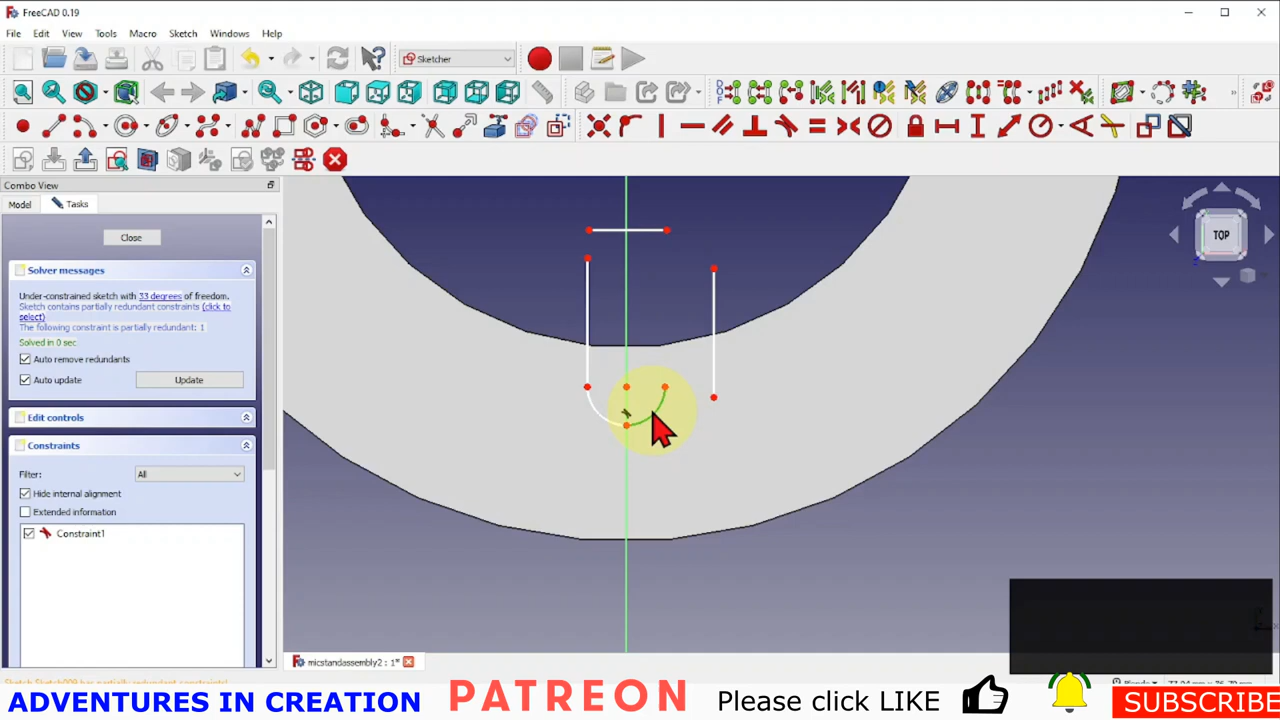 FreeCAD 0.19
File Edit View Tools Macro Sketch Windows Help
Sketcher
Combo View
Model Tasks
TOP
Close
Solver messages
Under-constrained sketch with 33 degrees of freedom.
Sketch contains partially redundant constraints (click to
select)
The following constraint is partially redundant: 1
Solved in 0 sec
Auto remove redundants
Auto update Update
Edit controls
Constraints
Filter: All
Hide internal alignment
Extended information
Constraint1
micstandassembly2 : 1*
ADVENTURES IN CREATION PATREON Please click LIKE SUBSCRIBE